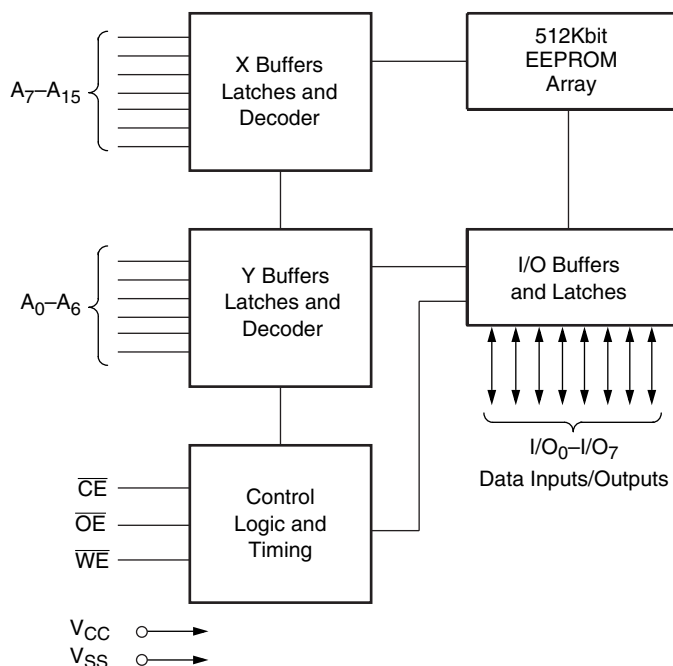 A7–A15
X Buffers
Latches and
Decoder
512Kbit
EEPROM
Array
A0–A6
Y Buffers
Latches and
Decoder
I/O Buffers
and Latches
I/O0–I/O7
Data Inputs/Outputs
CE
OE
WE
Control
Logic and
Timing
VCC
VSS